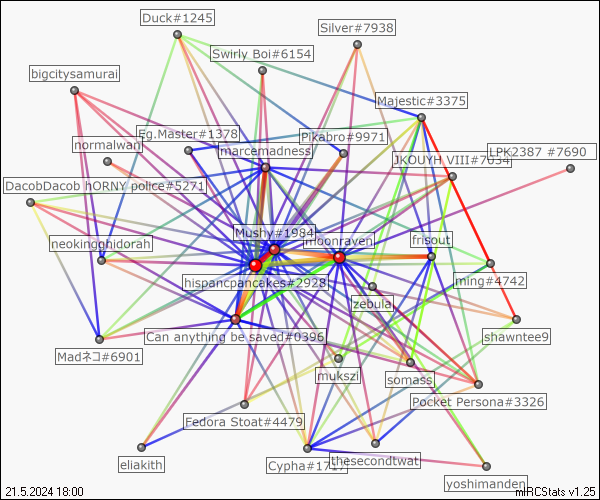 Duck#1245
Silver#7938
Swirly Boi#6154
bigcitysamurai
Majestic#3375
Eg.Master#1378
Pikabro#9971
normalwan
marcemadness
LPK2387 #7690
JKOUYH VIII#7034
DacobDacob hORNY police#5271
Mushy#1984
moonraven
frisout
neokingghidorah
hispancpancakes#2928
ming#4742
zebula
Can anything be saved#0396
shawntee9
Madネコ#6901
mukszi
somass
Pocket Persona#3326
Fedora Stoat#4479
eliakith
Cypha#1717
thesecondtwat
yoshimanden
21.5.2024 18:00
mIRCStats v1.25